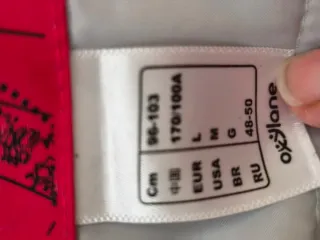 Cm 96-103
中国 170/100A
EUR L
USA M
BR G
RU 48-50
oxylane